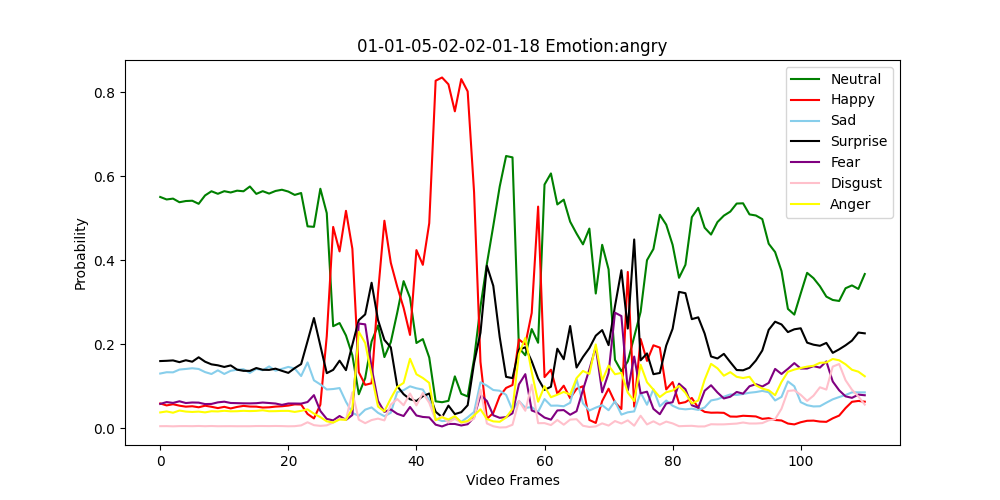 01-01-05-02-02-01-18 Emotion:angry
Probability
0.8
0.6
0.4
0.2
0.0
0 20 40 60 80 100
Video Frames
Neutral
Happy
Sad
Surprise
Fear
Disgust
Anger